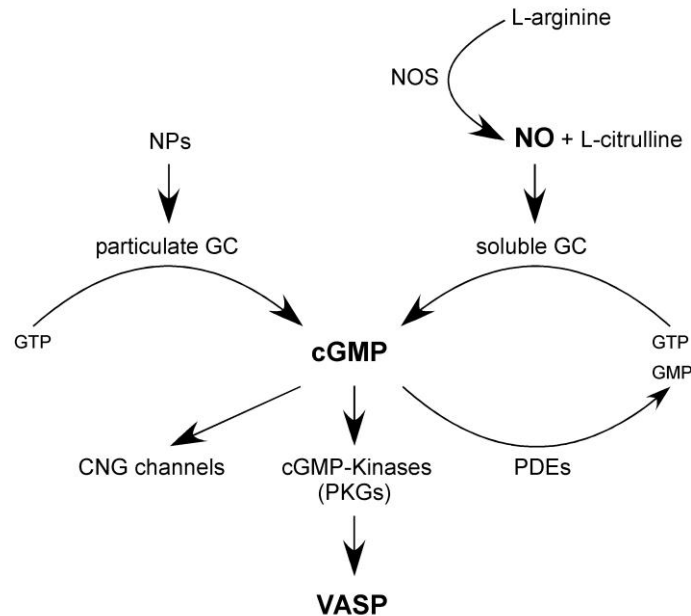 L-arginine
NOS
NPs
NO + L-citrulline
particulate GC
soluble GC
GTP
cGMP
GTP
GMP
CNG channels
cGMP-Kinases
(PKGs)
PDEs
VASP